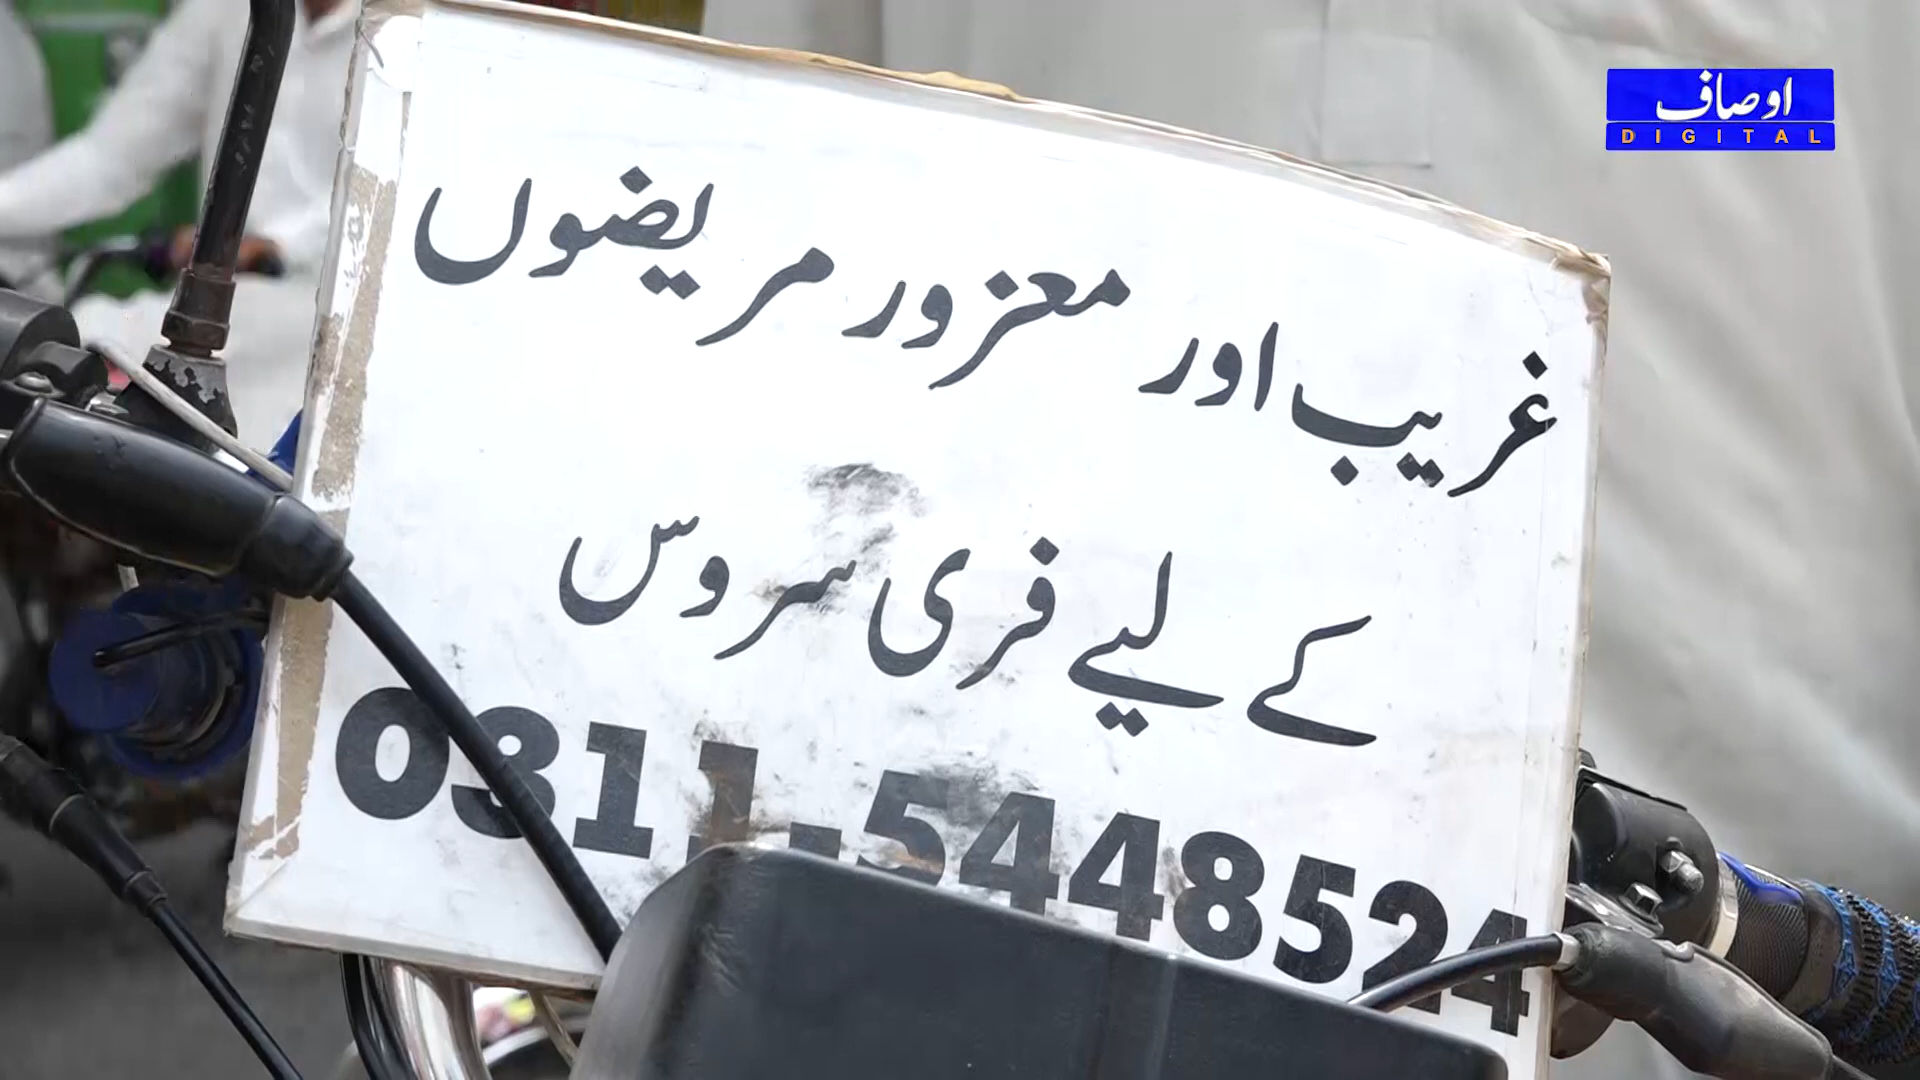 اوصاف
DIGITAL
غریب اور معزور مریضوں
کے لیے فری سروس
0311-5448524